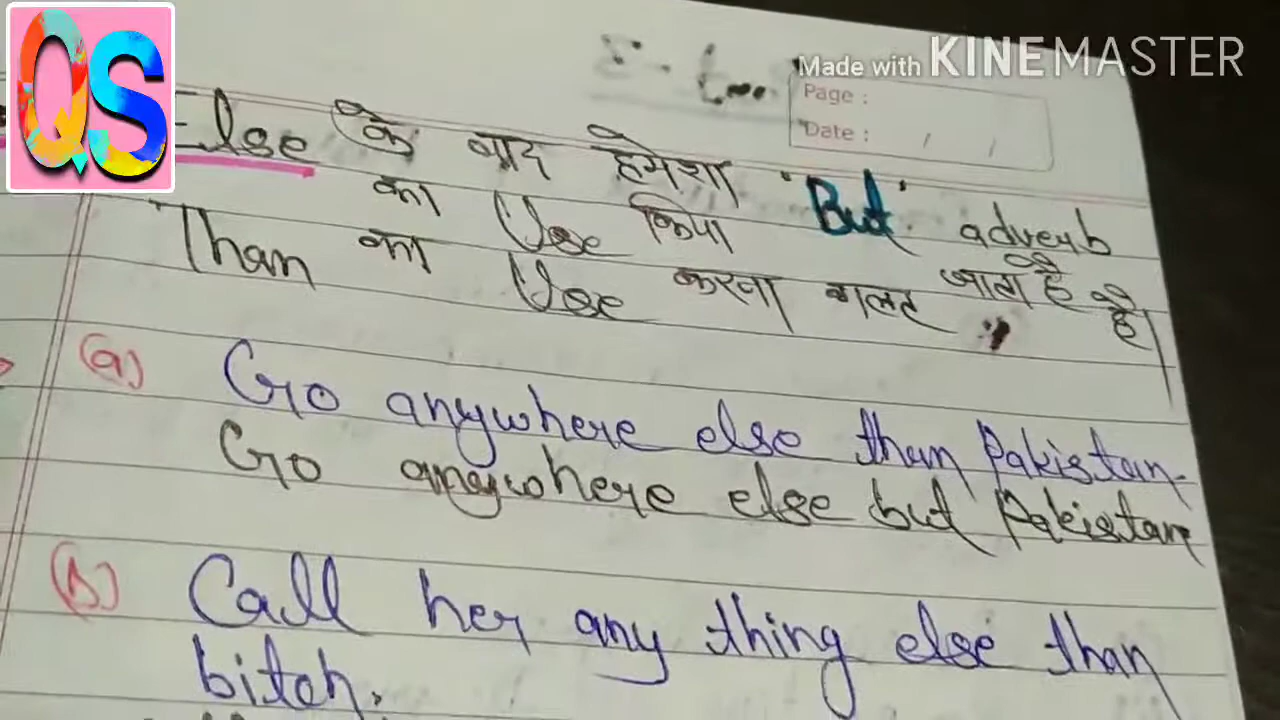 QS
Made with KINEMASTER
Page :
Date : / /
Else के बाद हमेशा 'But' adverb
का Use किया जाता है
Than का Use करना गलत है।
(a) Go anywhere else than Pakistan.
Go anywhere else but Pakistan
(b) Call her any thing else than
bitch.